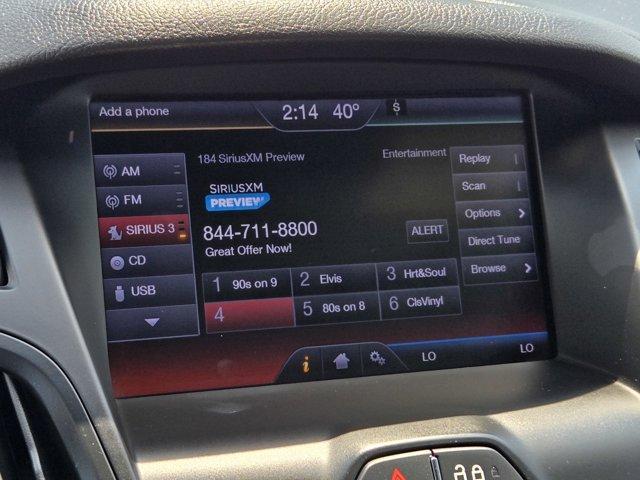 Add a phone
2:14 40°
S
184 SiriusXM Preview
Entertainment
AM
FM
SIRIUS 3
CD
USB
SIRIUSXM
PREVIEW
844-711-8800
Great Offer Now!
ALERT
1 90s on 9
2 Elvis
3 Hrt&Soul
4
5 80s on 8
6 ClsVinyl
Replay
Scan
Options
Direct Tune
Browse
i
LO
LO